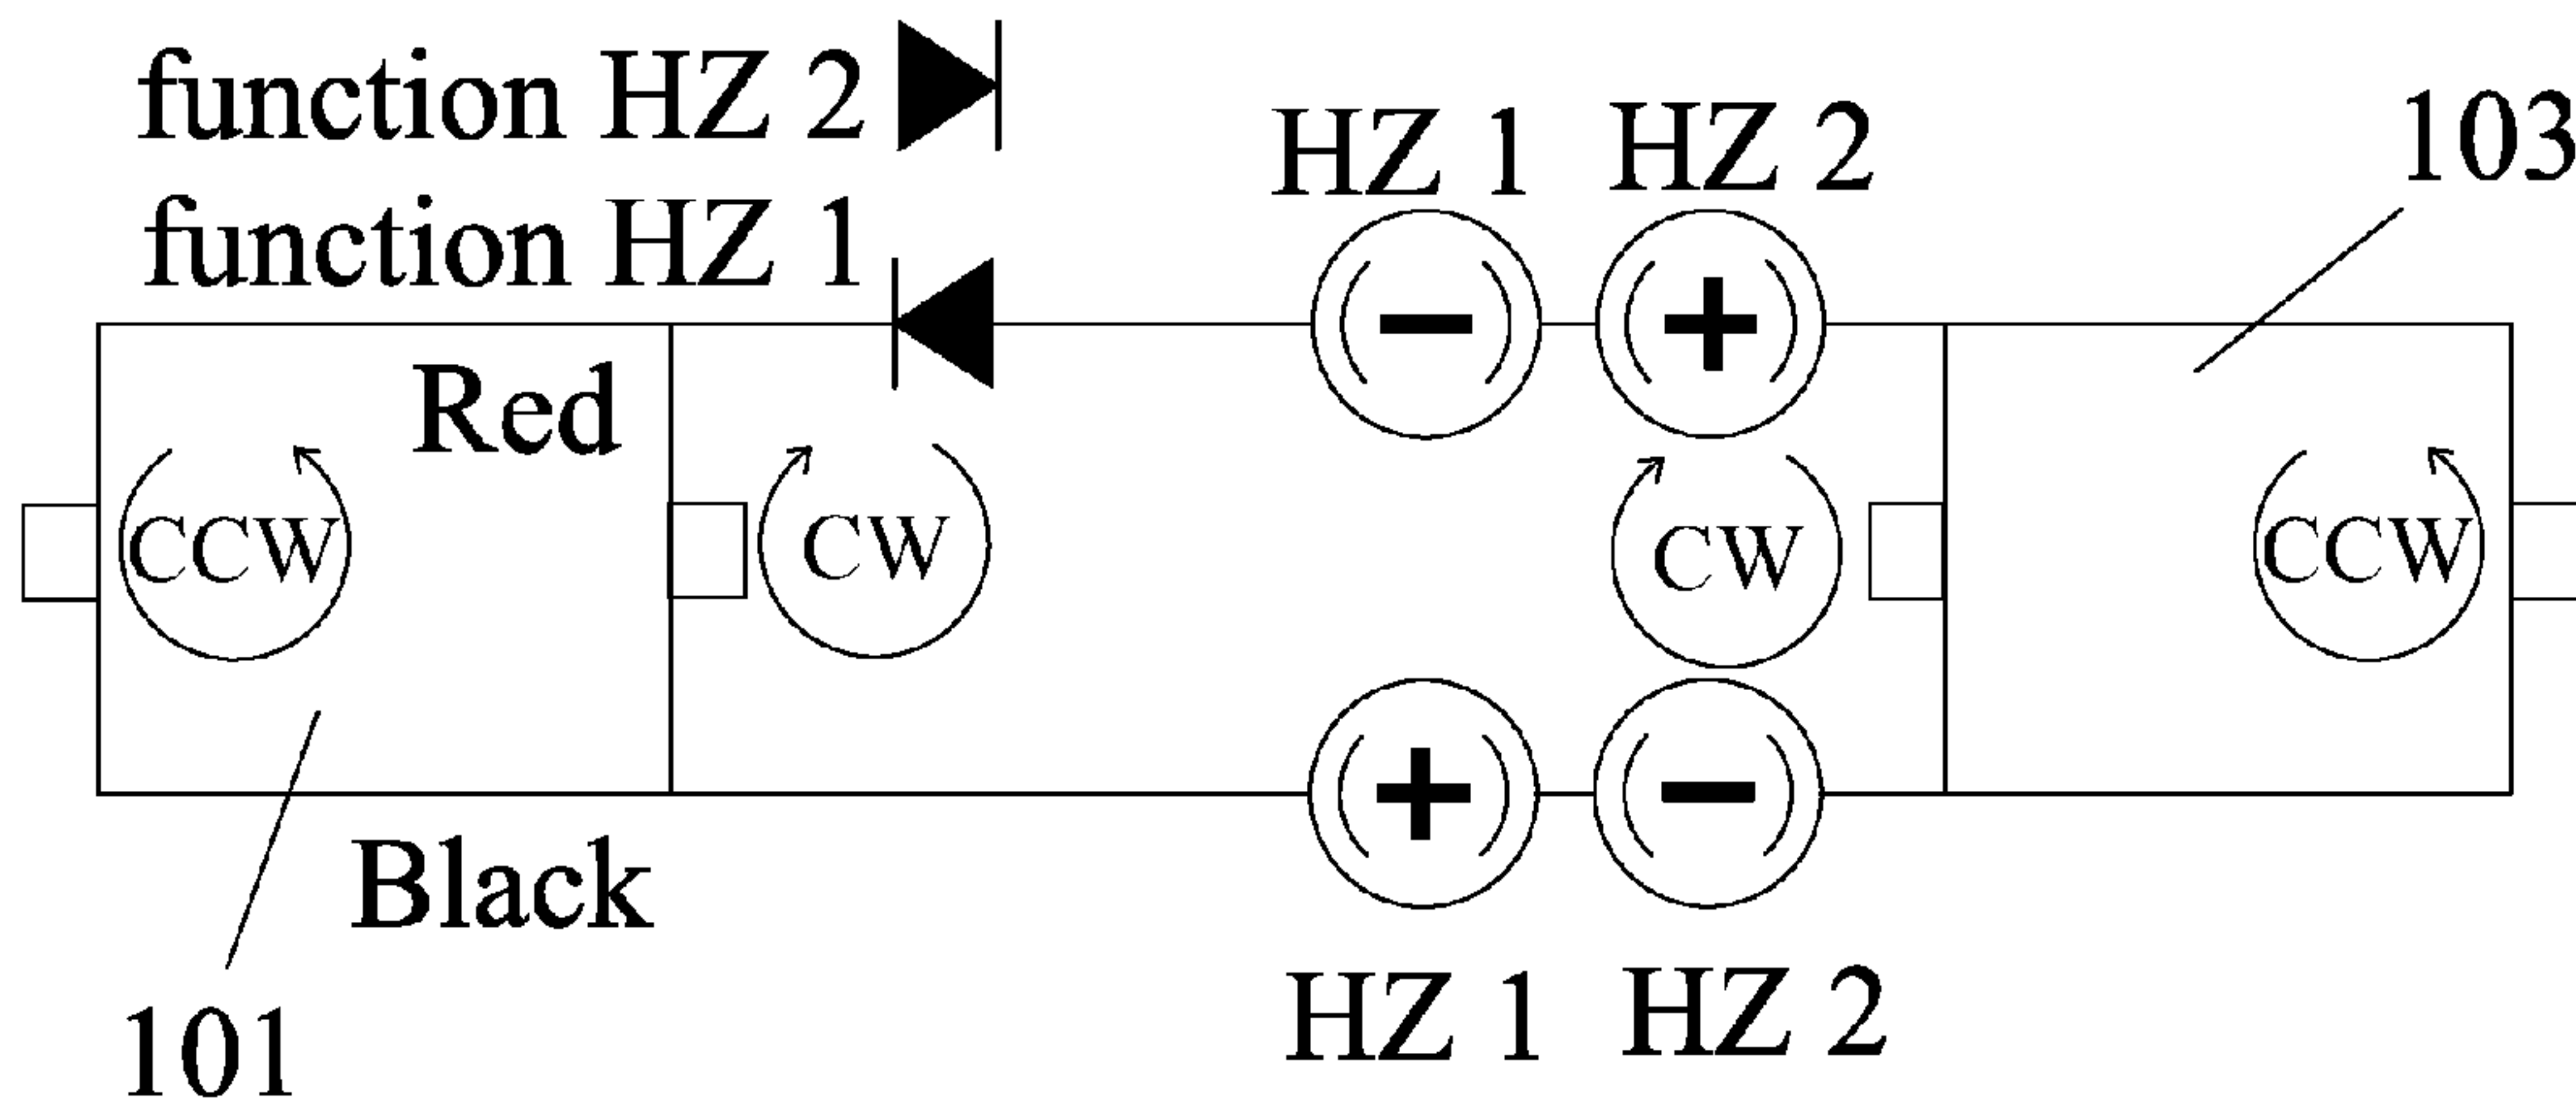 function HZ 2
function HZ 1
HZ 1 HZ 2
103
− +
Red
CCW CW CW CCW
+ −
Black
HZ 1 HZ 2
101